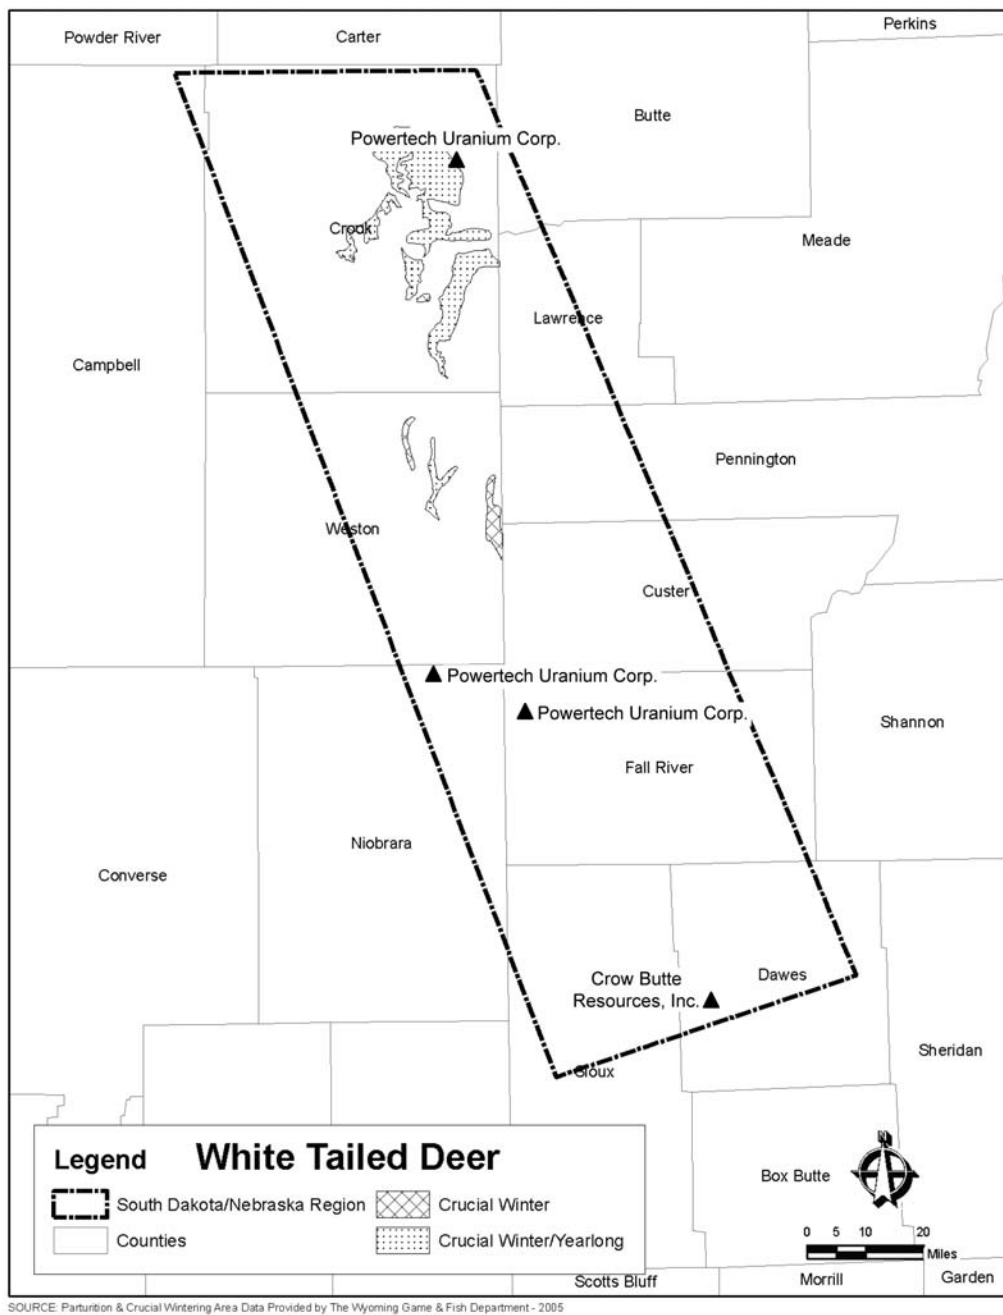 Powder River
Carter
Perkins
Butte
Powertech Uranium Corp.
Crook
Meade
Lawrence
Campbell
Pennington
Weston
Custer
Powertech Uranium Corp.
Powertech Uranium Corp.
Shannon
Fall River
Niobrara
Converse
Crow Butte
Resources, Inc.
Dawes
Sheridan
Sioux
Box Butte
N
Legend White Tailed Deer
South Dakota/Nebraska Region
Crucial Winter
Counties
Crucial Winter/Yearlong
0 5 10 20
Miles
Scotts Bluff
Morrill
Garden
SOURCE: Parturition & Crucial Wintering Area Data Provided by The Wyoming Game & Fish Department - 2005